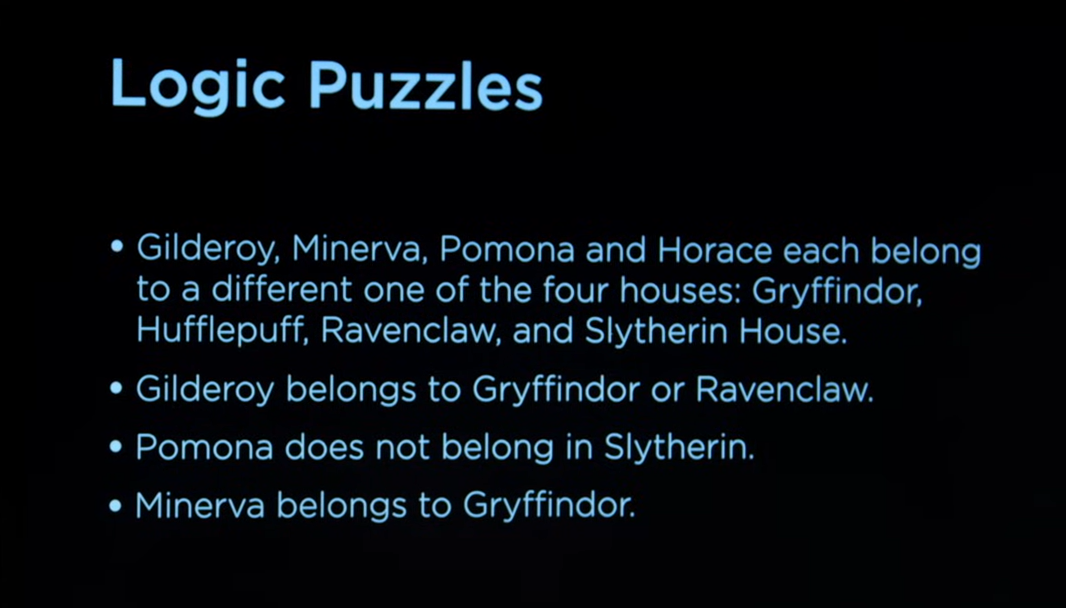 Logic Puzzles
• Gilderoy, Minerva, Pomona and Horace each belong
to a different one of the four houses: Gryffindor,
Hufflepuff, Ravenclaw, and Slytherin House.
• Gilderoy belongs to Gryffindor or Ravenclaw.
• Pomona does not belong in Slytherin.
• Minerva belongs to Gryffindor.